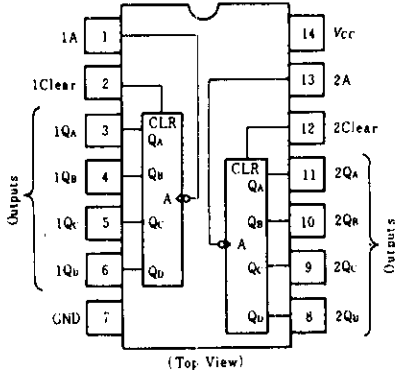 1A 1 14 VCC
1Clear 2 13 2A
1QA 3 12 2Clear
1QB 4 11 2QA
1QC 5 10 2QB
1QD 6 9 2QC
GND 7 8 2QD
Outputs
Outputs
CLR
QA
QB
A
QC
QD
CLR
QA
QB
A
QC
QD
(Top View)